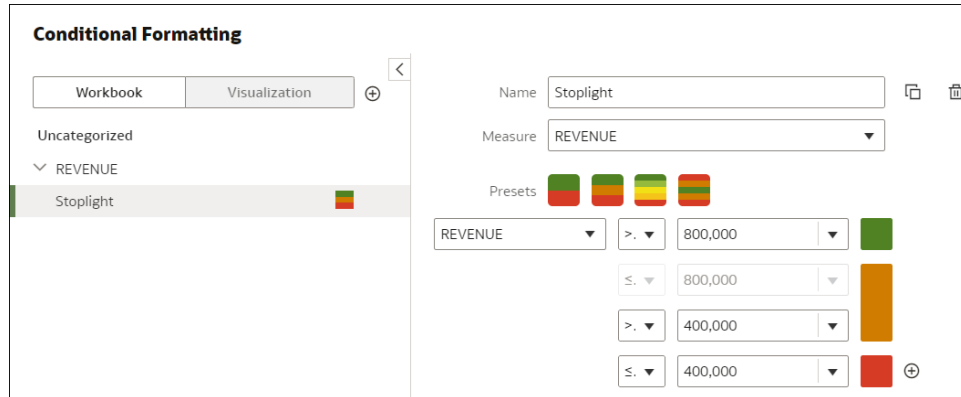 Conditional Formatting
Workbook Visualization
Uncategorized
REVENUE
Stoplight
Name Stoplight
Measure REVENUE
Presets
REVENUE >. 800,000
≤. 800,000
>. 400,000
≤. 400,000